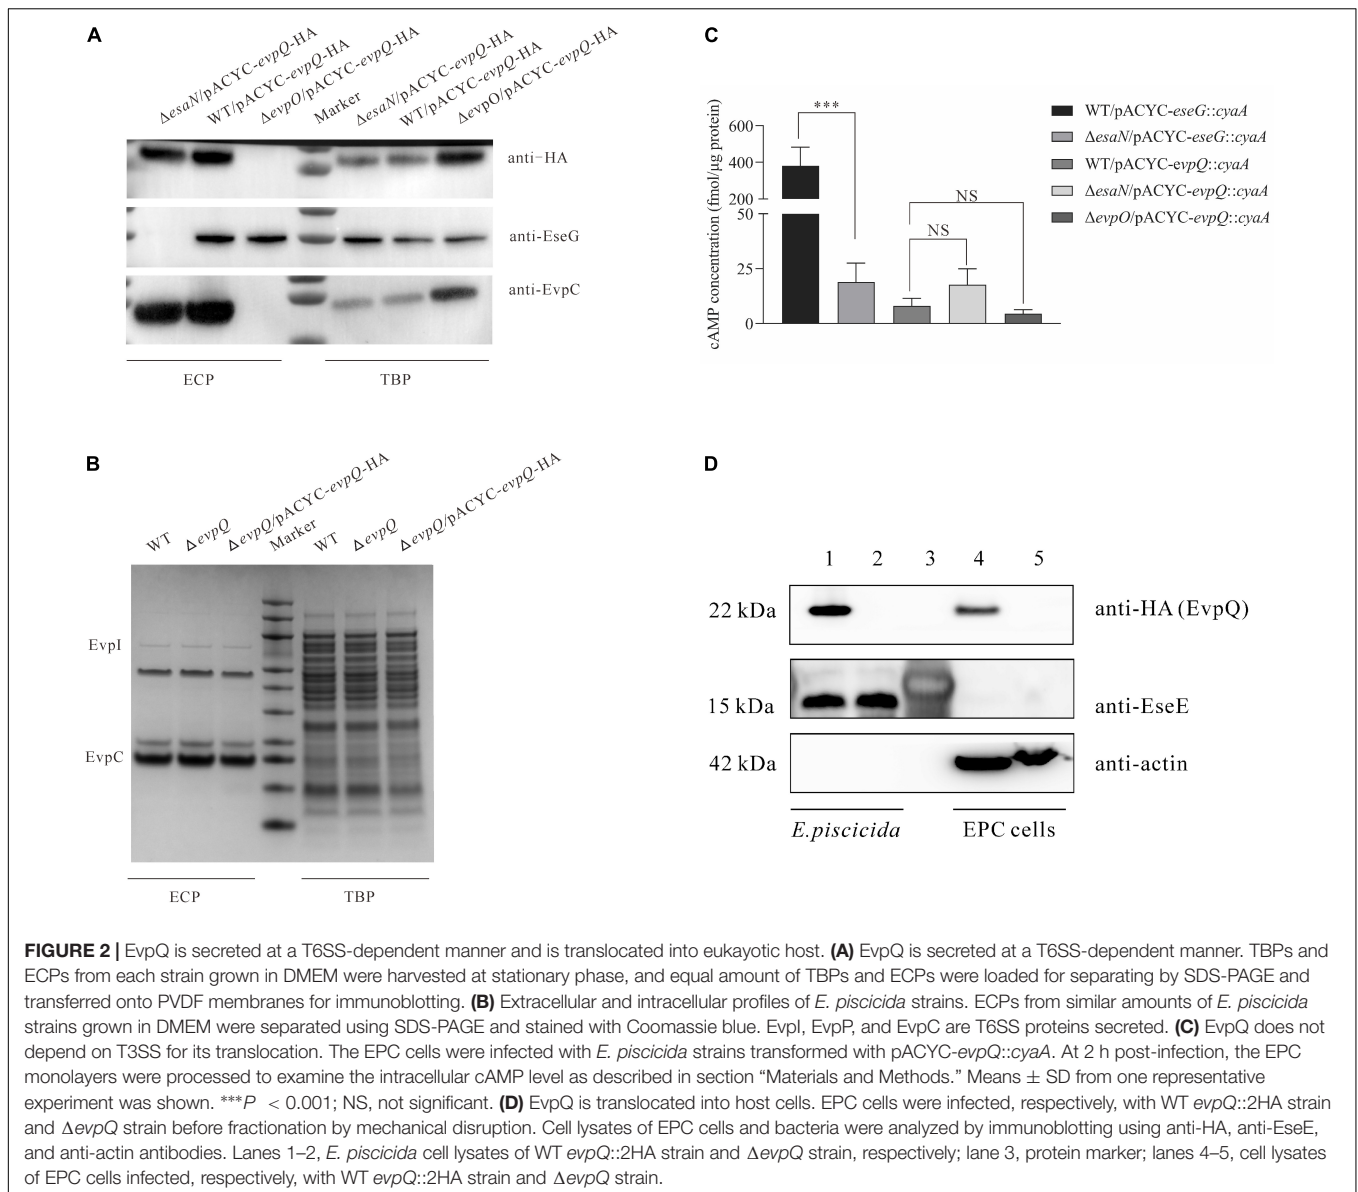 A
ΔesaN/pACYC-evpQ-HA
WT/pACYC-evpQ-HA
ΔevpO/pACYC-evpQ-HA
Marker
ΔesaN/pACYC-evpQ-HA
WT/pACYC-evpQ-HA
ΔevpO/pACYC-evpQ-HA
anti-HA
anti-EseG
anti-EvpC
ECP
TBP
C
cAMP concentration (fmol/μg protein)
600
400
200
50
25
0
***
NS
NS
WT/pACYC-eseG::cyaA
ΔesaN/pACYC-eseG::cyaA
WT/pACYC-evpQ::cyaA
ΔesaN/pACYC-evpQ::cyaA
ΔevpO/pACYC-evpQ::cyaA
B
WT
ΔevpQ
ΔevpQ/pACYC-evpQ-HA
Marker
WT
ΔevpQ
ΔevpQ/pACYC-evpQ-HA
EvpI
EvpC
ECP
TBP
D
1 2 3 4 5
22 kDa
anti-HA (EvpQ)
15 kDa
anti-EseE
42 kDa
anti-actin
E.piscicida
EPC cells
FIGURE 2 | EvpQ is secreted at a T6SS-dependent manner and is translocated into eukayotic host. (A) EvpQ is secreted at a T6SS-dependent manner. TBPs and
ECPs from each strain grown in DMEM were harvested at stationary phase, and equal amount of TBPs and ECPs were loaded for separating by SDS-PAGE and
transferred onto PVDF membranes for immunoblotting. (B) Extracellular and intracellular profiles of E. piscicida strains. ECPs from similar amounts of E. piscicida
strains grown in DMEM were separated using SDS-PAGE and stained with Coomassie blue. EvpI, EvpP, and EvpC are T6SS proteins secreted. (C) EvpQ does not
depend on T3SS for its translocation. The EPC cells were infected with E. piscicida strains transformed with pACYC-evpQ::cyaA. At 2 h post-infection, the EPC
monolayers were processed to examine the intracellular cAMP level as described in section “Materials and Methods.” Means ± SD from one representative
experiment was shown. ***P < 0.001; NS, not significant. (D) EvpQ is translocated into host cells. EPC cells were infected, respectively, with WT evpQ::2HA strain
and ΔevpQ strain before fractionation by mechanical disruption. Cell lysates of EPC cells and bacteria were analyzed by immunoblotting using anti-HA, anti-EseE,
and anti-actin antibodies. Lanes 1–2, E. piscicida cell lysates of WT evpQ::2HA strain and ΔevpQ strain, respectively; lane 3, protein marker; lanes 4–5, cell lysates
of EPC cells infected, respectively, with WT evpQ::2HA strain and ΔevpQ strain.